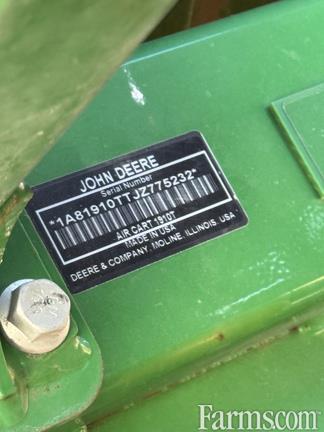 JOHN DEERE
Serial Number
*1A81910TTJZ775232*
AIR CART 1910T
MADE IN USA
DEERE & COMPANY, MOLINE, ILLINOIS, USA
Farms.com®